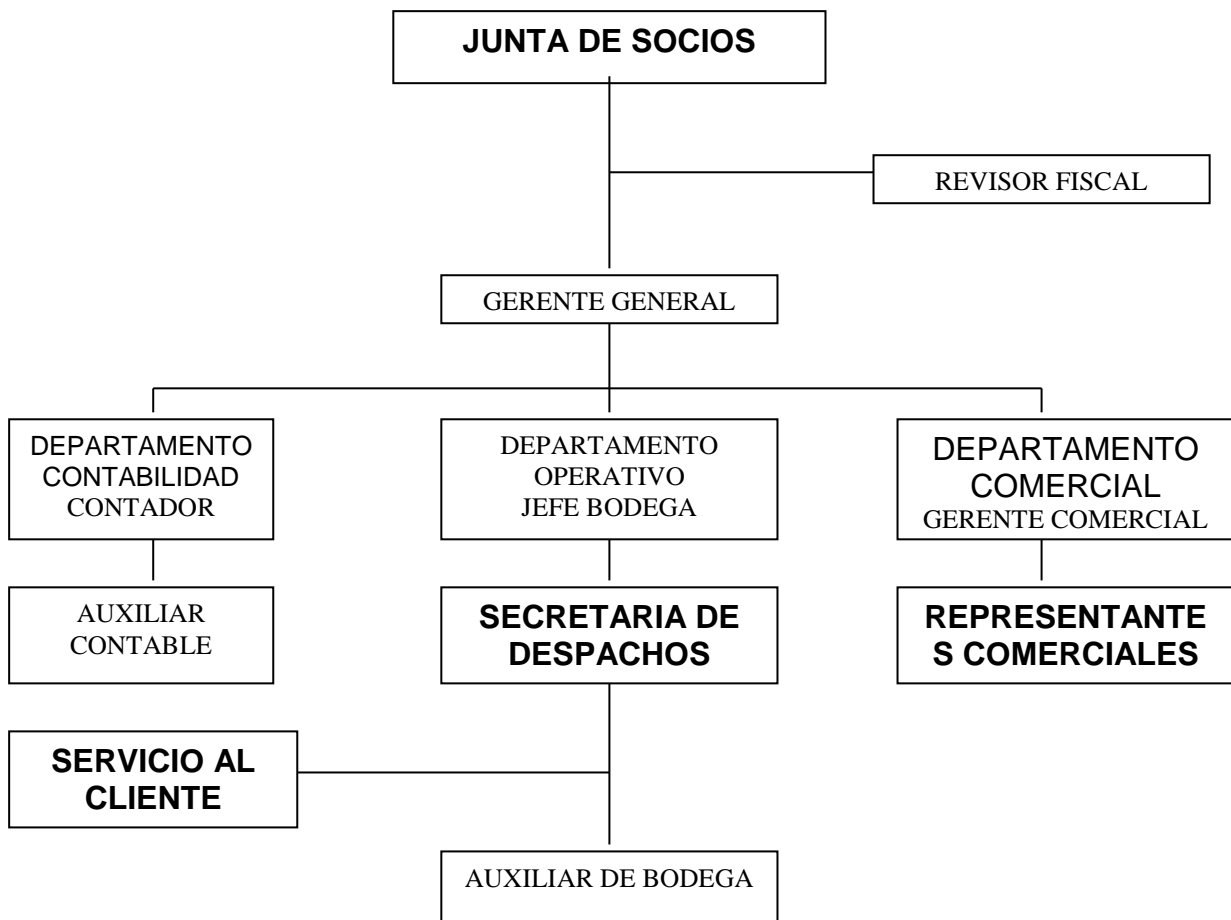 JUNTA DE SOCIOS
REVISOR FISCAL
GERENTE GENERAL
DEPARTAMENTO
CONTABILIDAD
CONTADOR
DEPARTAMENTO
OPERATIVO
JEFE BODEGA
DEPARTAMENTO
COMERCIAL
GERENTE COMERCIAL
AUXILIAR
CONTABLE
SECRETARIA DE
DESPACHOS
REPRESENTANTE
S COMERCIALES
SERVICIO AL
CLIENTE
AUXILIAR DE BODEGA